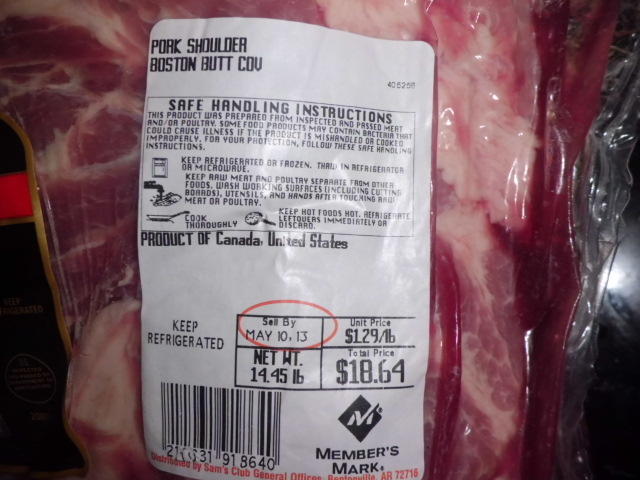 PORK SHOULDER
BOSTON BUTT COV
SAFE HANDLING INSTRUCTIONS
THIS PRODUCT WAS PREPARED FROM INSPECTED AND PASSED MEAT
AND/OR POULTRY. SOME FOOD PRODUCTS MAY CONTAIN BACTERIA THAT
COULD CAUSE ILLNESS IF THE PRODUCT IS MISHANDLED OR COOKED
IMPROPERLY. FOR YOUR PROTECTION, FOLLOW THESE SAFE HANDLING
INSTRUCTIONS.
KEEP REFRIGERATED OR FROZEN. THAW IN REFRIGERATOR
OR MICROWAVE.
KEEP RAW MEAT AND POULTRY SEPARATE FROM OTHER
FOODS. WASH WORKING SURFACES (INCLUDING CUTTING
BOARDS), UTENSILS, AND HANDS AFTER TOUCHING RAW
MEAT OR POULTRY.
COOK
THOROUGHLY
KEEP HOT FOODS HOT. REFRIGERATE
LEFTOVERS IMMEDIATELY OR
DISCARD.
PRODUCT OF Canada, United States
KEEP
REFRIGERATED
KEEP
REFRIGERATED
Sell By
MAY 10, 13
Unit Price
$1.29/lb
NET WT.
14.45 lb
Total Price
$18.64
918640
M
MEMBER'S
MARK®
Distributed by Sam's Club General Offices Bentonville, AR 72716